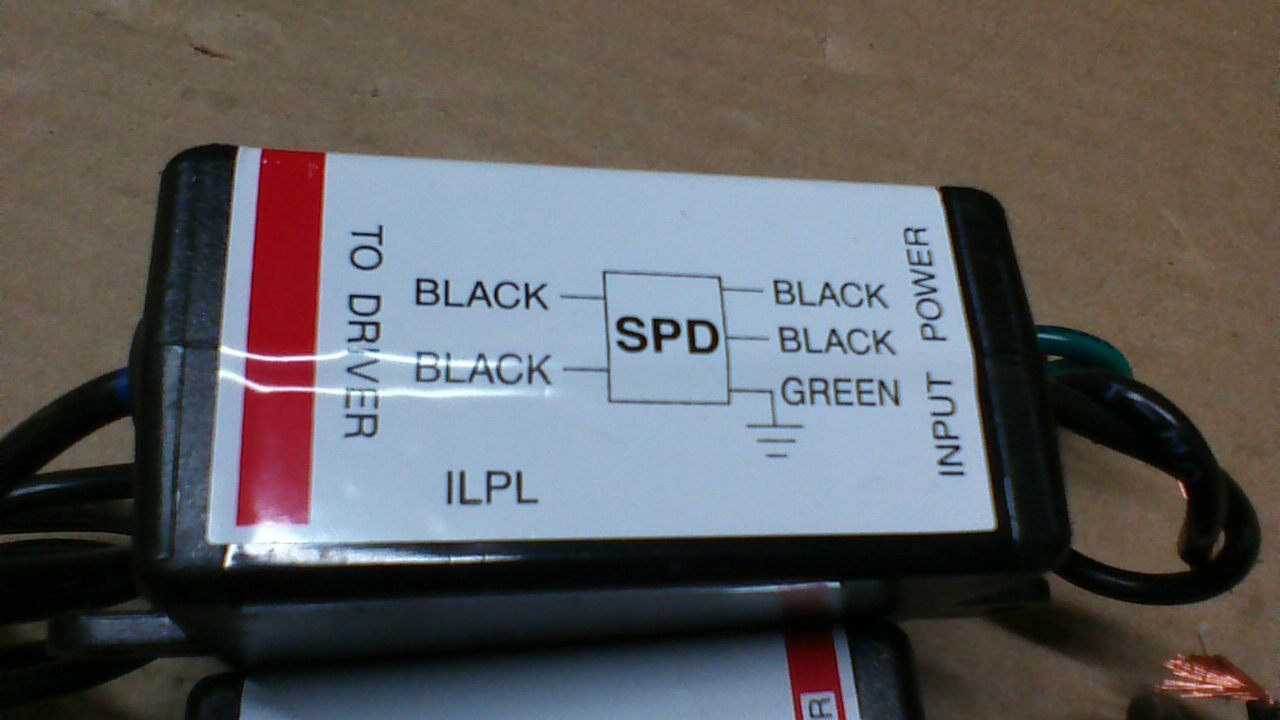 TO DRIVER
BLACK
BLACK
SPD
BLACK
BLACK
GREEN
INPUT POWER
ILPL
R